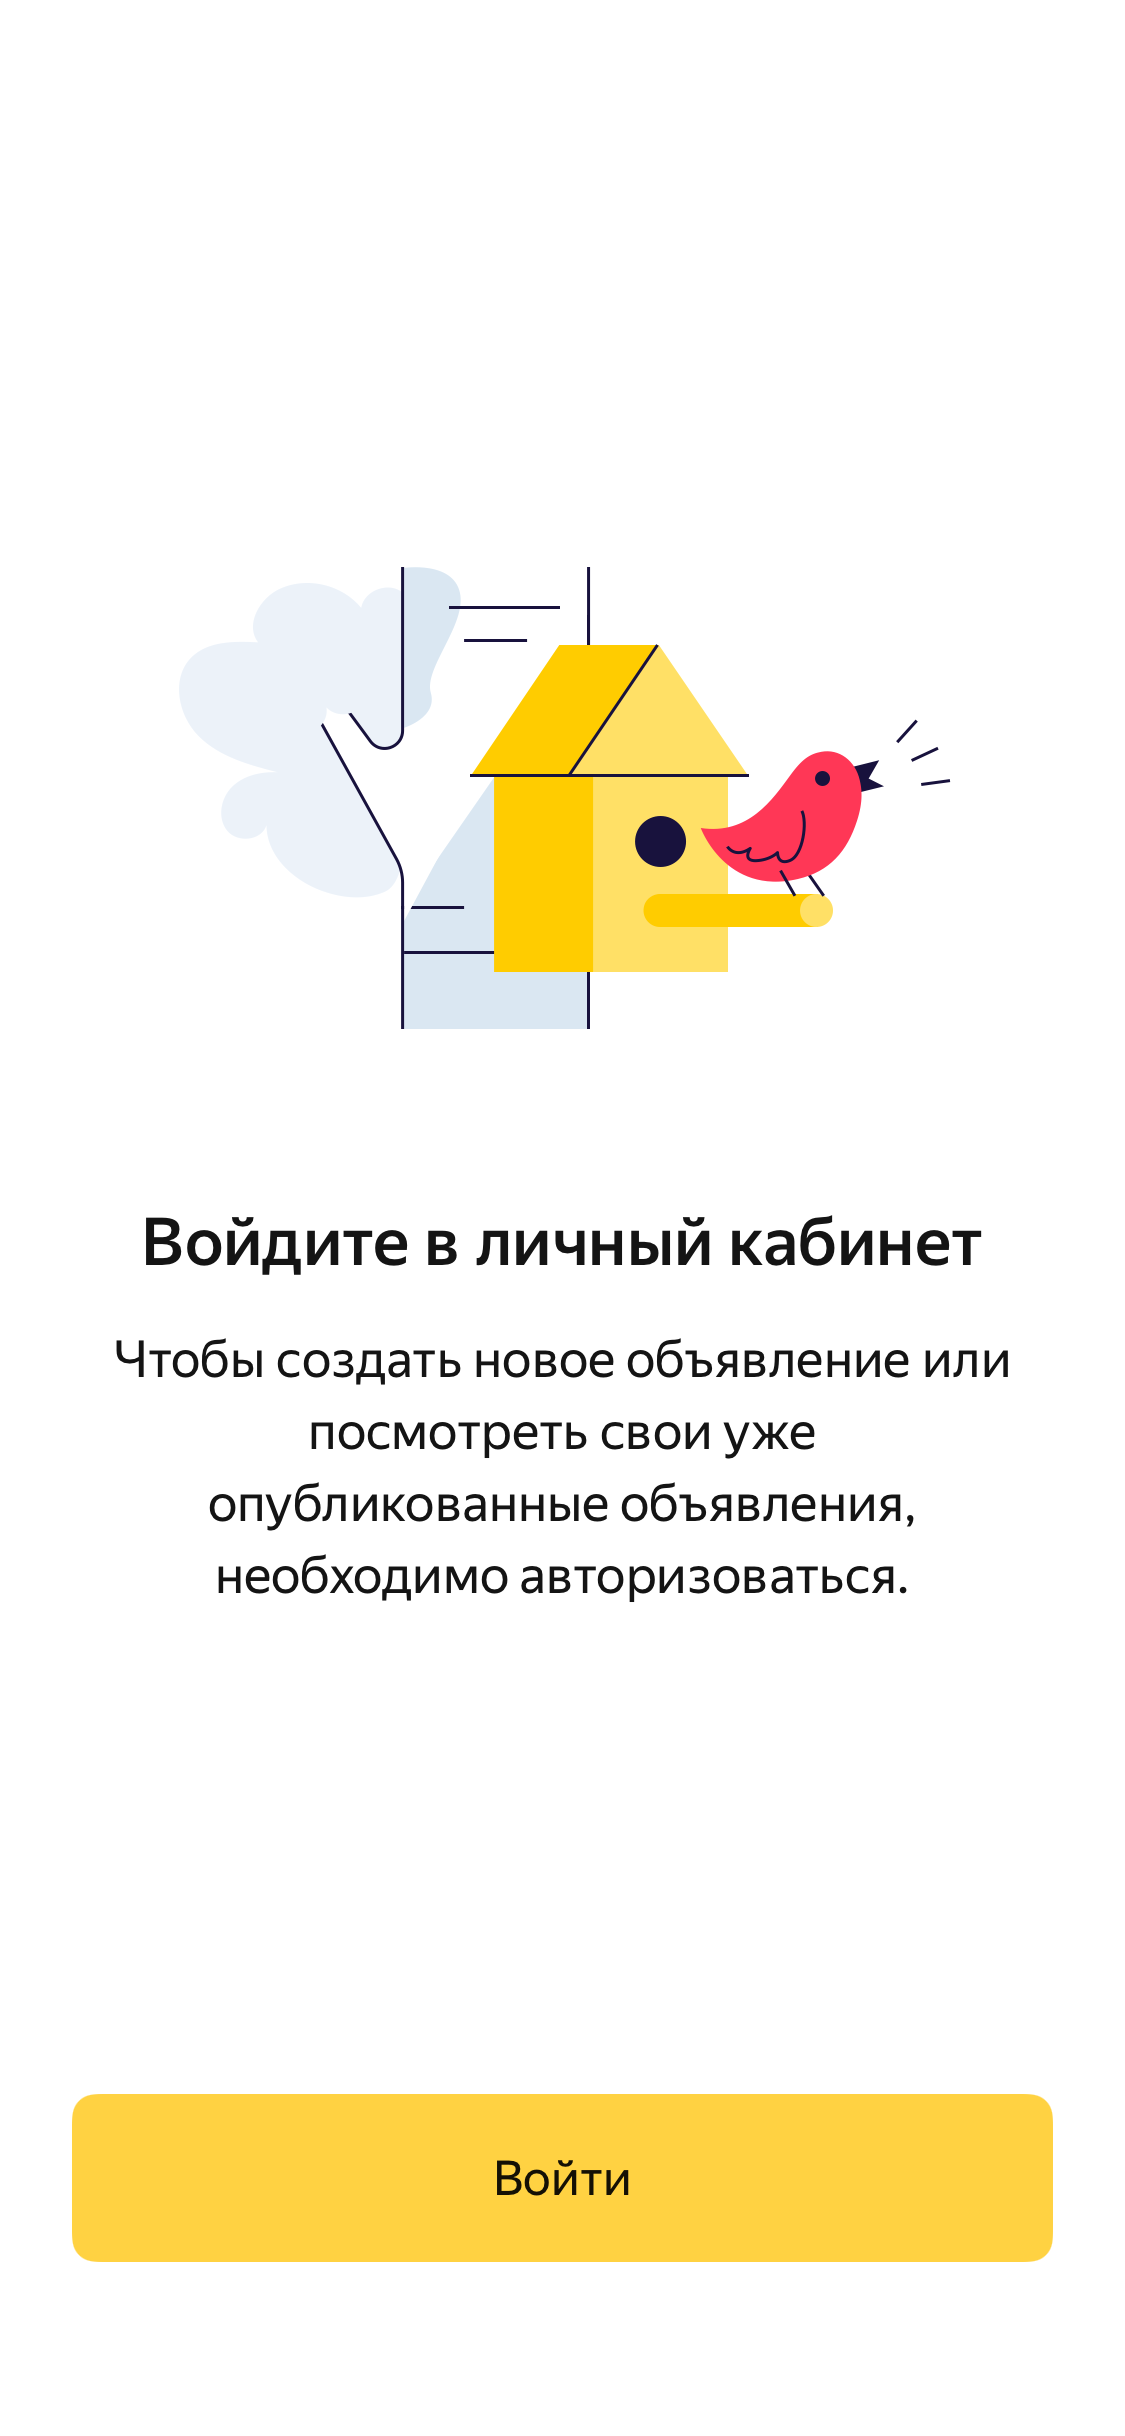 Войдите в личный кабинет
Чтобы создать новое объявление или
посмотреть свои уже
опубликованные объявления,
необходимо авторизоваться.
Войти